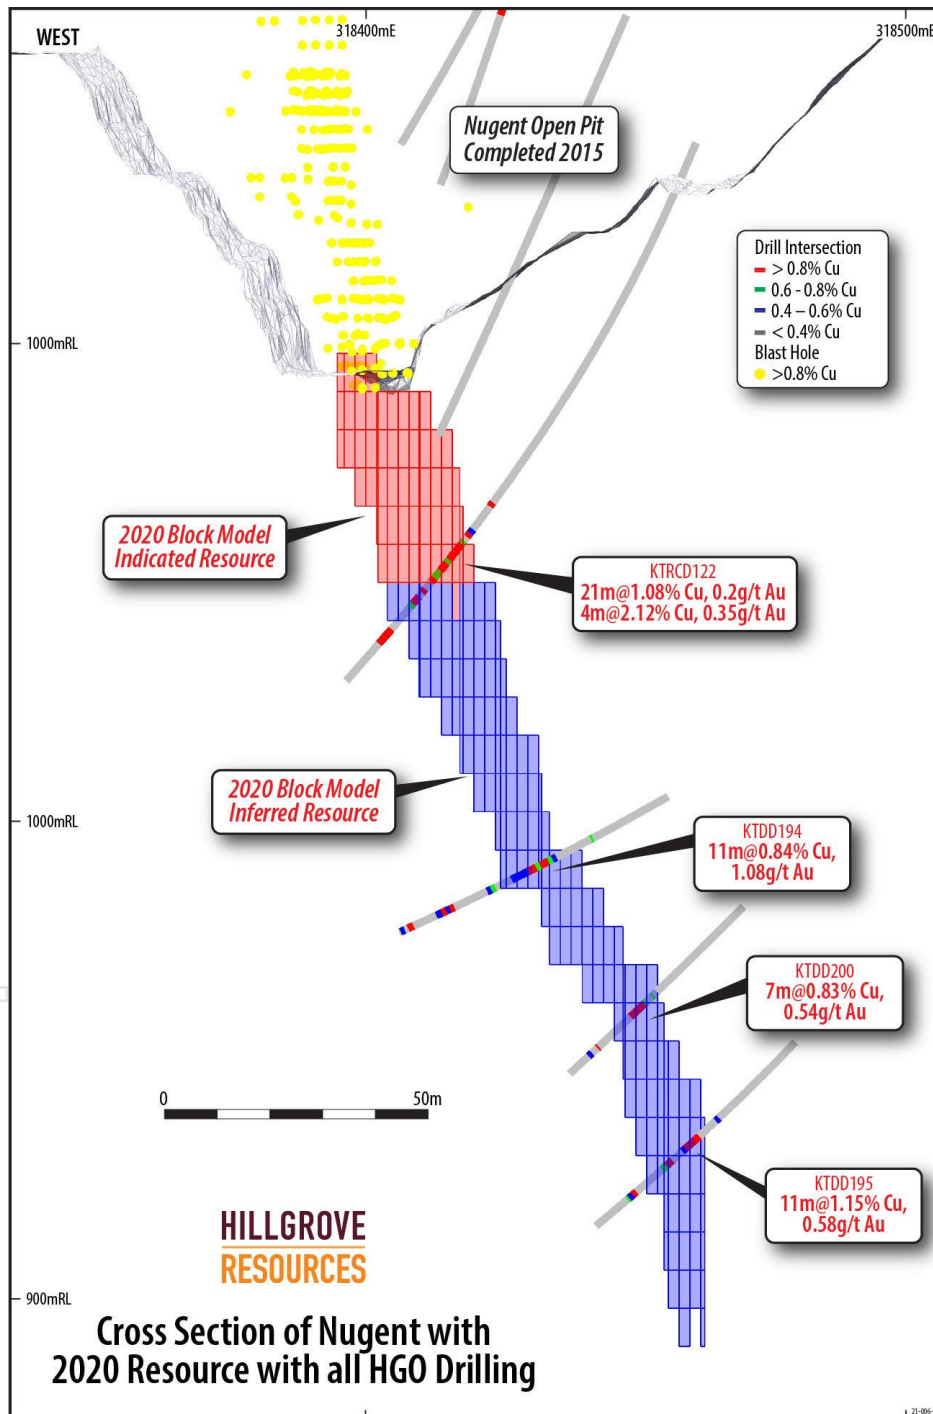 WEST
318400mE
318500mE
Nugent Open Pit
Completed 2015
Drill Intersection
> 0.8% Cu
0.6 - 0.8% Cu
0.4 – 0.6% Cu
< 0.4% Cu
Blast Hole
>0.8% Cu
1000mRL
2020 Block Model
Indicated Resource
KTRCD122
21m@1.08% Cu, 0.2g/t Au
4m@2.12% Cu, 0.35g/t Au
2020 Block Model
Inferred Resource
1000mRL
KTDD194
11m@0.84% Cu,
1.08g/t Au
KTDD200
7m@0.83% Cu,
0.54g/t Au
0
50m
KTDD195
11m@1.15% Cu,
0.58g/t Au
HILLGROVE
RESOURCES
900mRL
Cross Section of Nugent with
2020 Resource with all HGO Drilling
21-006-